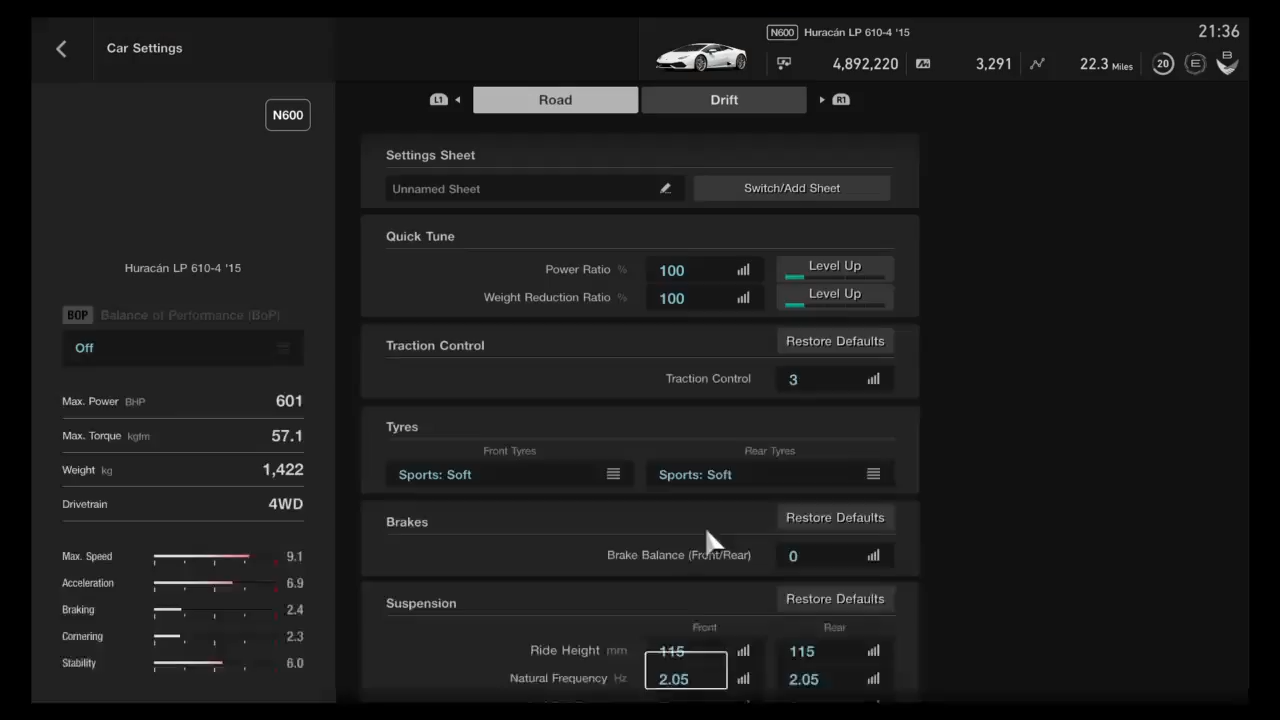 Car Settings
N600 Huracán LP 610-4 '15
21:36
4,892,220
3,291
22.3 Miles
20
E
B
L1
Road
Drift
R1
N600
Huracán LP 610-4 '15
BOP Balance of Performance (BoP)
Off
Max. Power BHP 601
Max. Torque kgfm 57.1
Weight kg 1,422
Drivetrain 4WD
Max. Speed 9.1
Acceleration 6.9
Braking 2.4
Cornering 2.3
Stability 6.0
Settings Sheet
Unnamed Sheet
Switch/Add Sheet
Quick Tune
Power Ratio % 100 Level Up
Weight Reduction Ratio % 100 Level Up
Traction Control
Restore Defaults
Traction Control 3
Tyres
Front Tyres Rear Tyres
Sports: Soft Sports: Soft
Brakes
Restore Defaults
Brake Balance (Front/Rear) 0
Suspension
Restore Defaults
Front Rear
Ride Height mm 115 115
Natural Frequency Hz 2.05 2.05